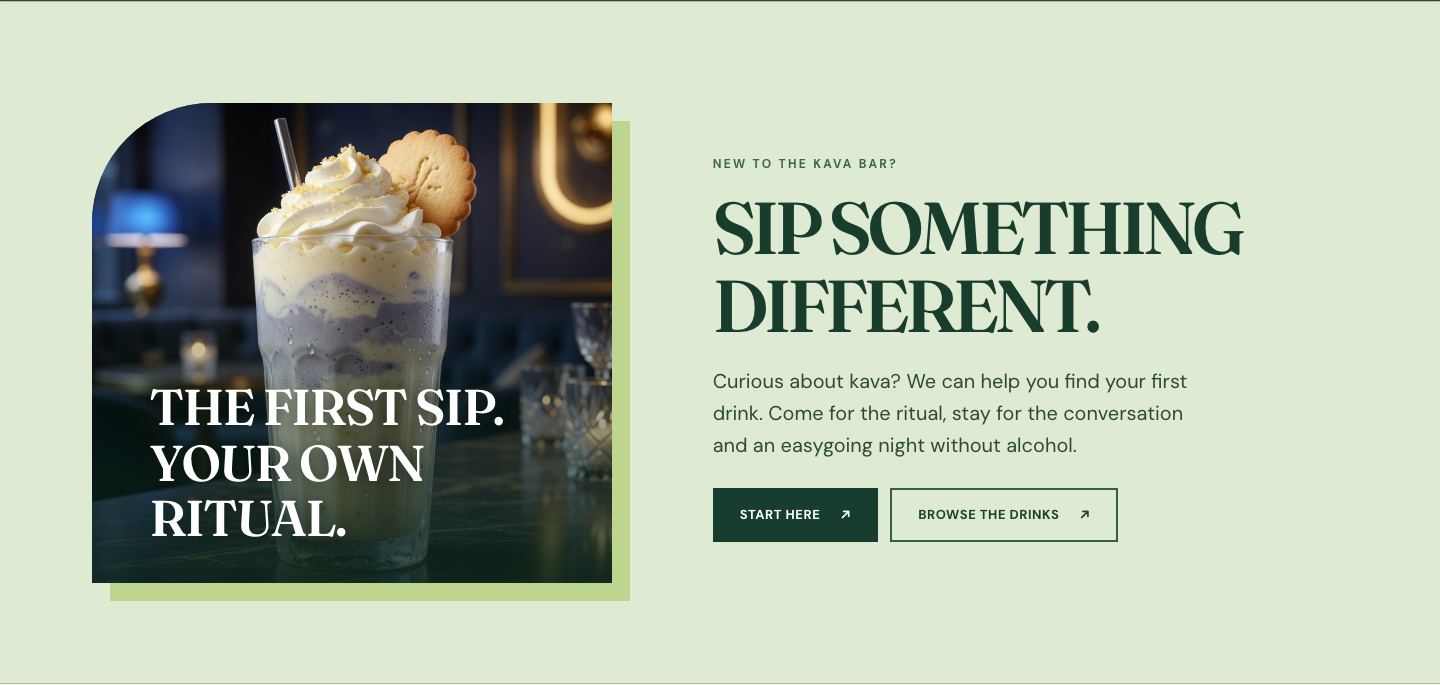 THE FIRST SIP.
YOUR OWN
RITUAL.
NEW TO THE KAVA BAR?
SIP SOMETHING
DIFFERENT.
Curious about kava? We can help you find your first
drink. Come for the ritual, stay for the conversation
and an easygoing night without alcohol.
START HERE ↗
BROWSE THE DRINKS ↗